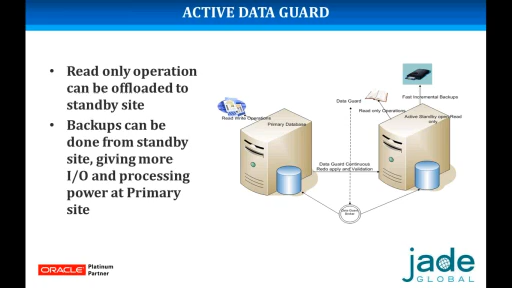 ACTIVE DATA GUARD
• Read only operation
can be offloaded to
standby site
• Backups can be
done from standby
site, giving more
I/O and processing
power at Primary
site
Read Write Operations
Primary Database
Data Guard
Read only Operations
Fast Incremental Backups
Active Standby open Read
only
Data Guard Continuous
Redo apply and Validation
Data Guard
Broker
ORACLE
Platinum
Partner
jade
GLOBAL